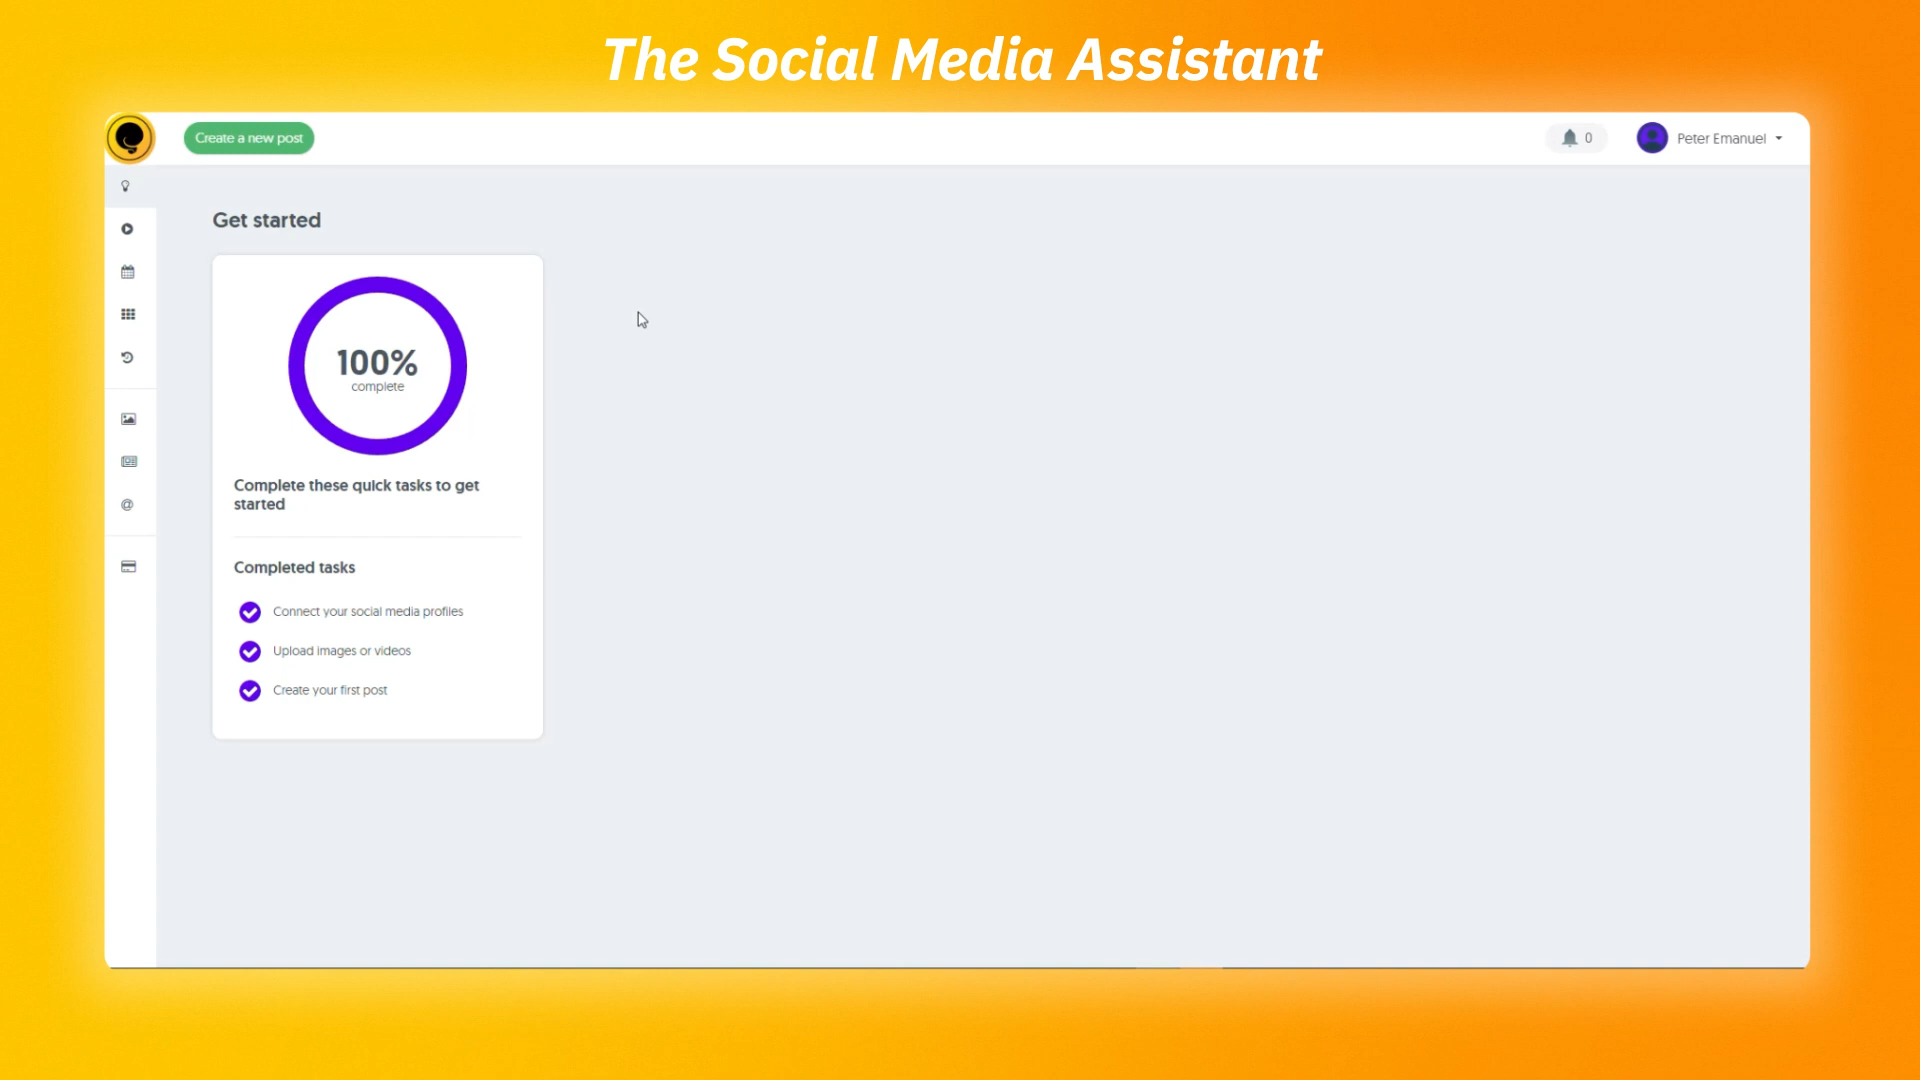 The Social Media Assistant
Create a new post
0
Peter Emanuel
Get started
100%
complete
Complete these quick tasks to get
started
Completed tasks
Connect your social media profiles
Upload images or videos
Create your first post